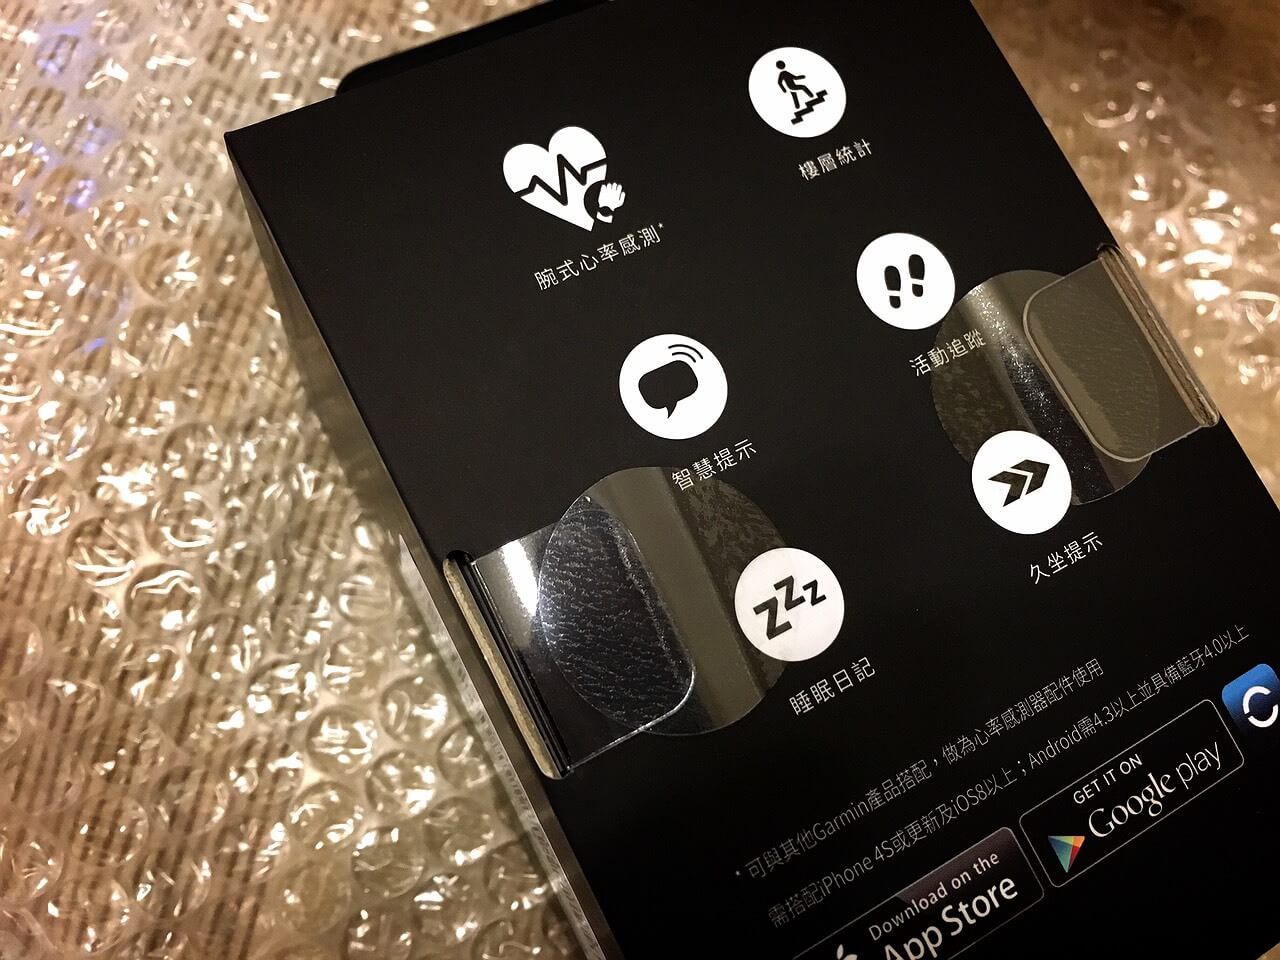 樓層統計
腕式心率感測*
活動追蹤
智慧提示
久坐提示
zzz
睡眠日記
*可與其他Garmin產品搭配，做為心率感測器配件使用
需搭配iPhone 4S或更新及iOS8以上；Android需4.3以上並具備藍牙4.0以上
Download on the
App Store
GET IT ON
Google play